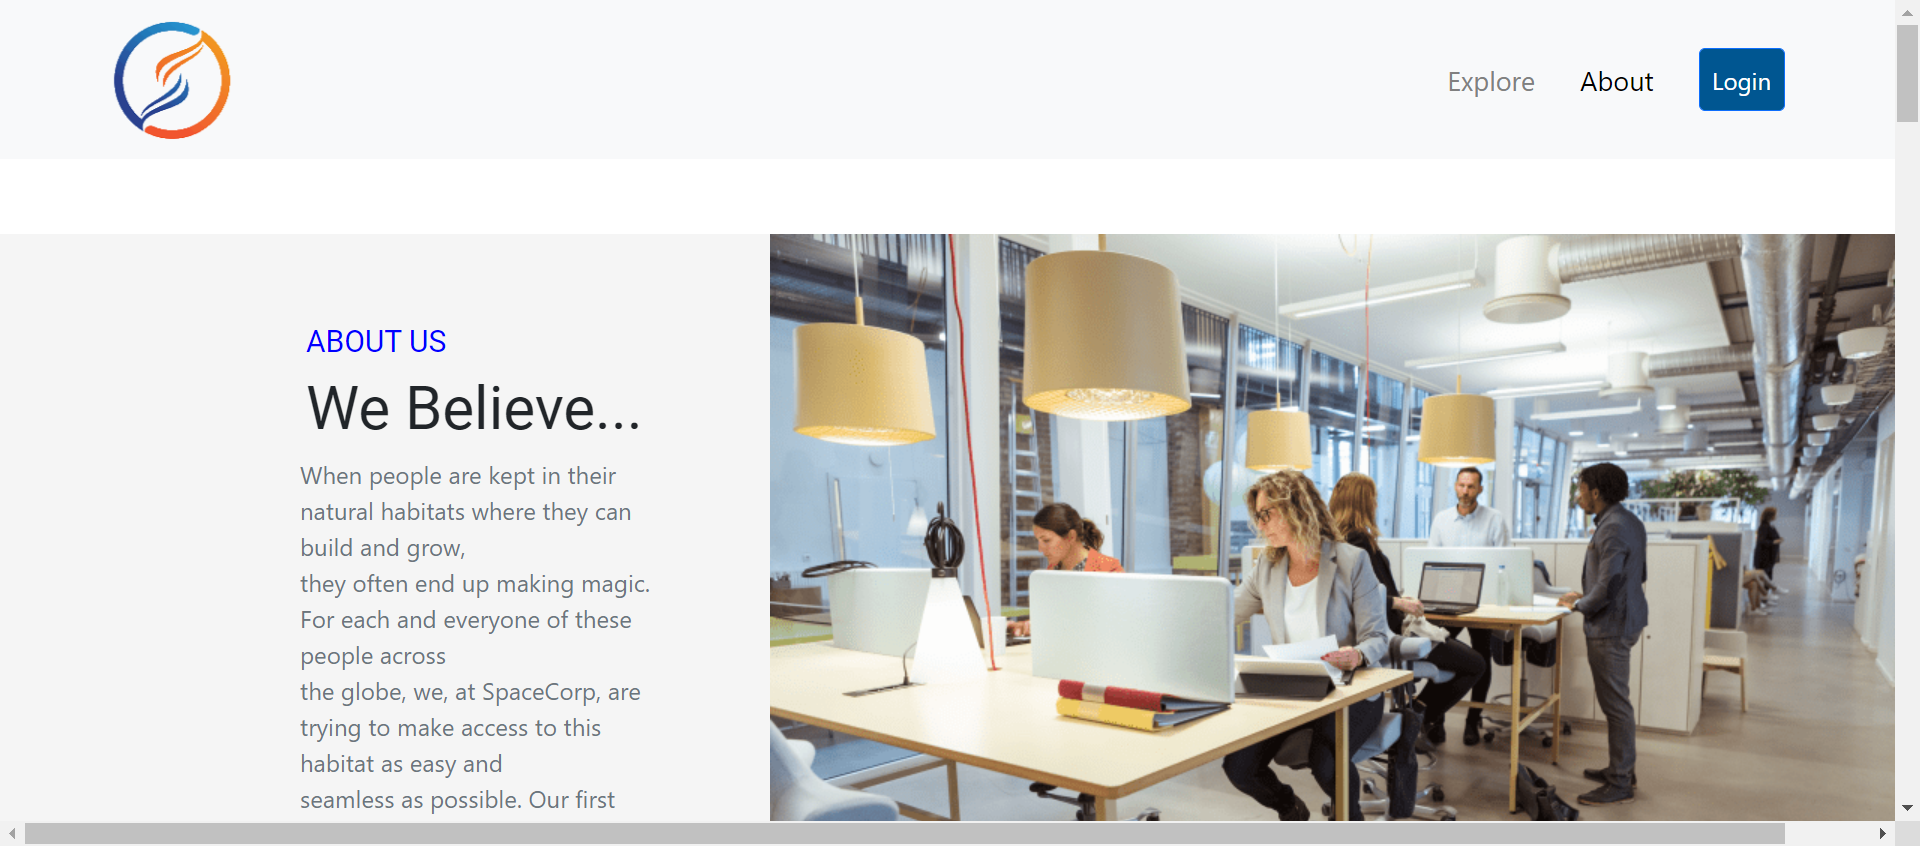 Explore
About
Login
ABOUT US
We Believe...
When people are kept in their
natural habitats where they can
build and grow,
they often end up making magic.
For each and everyone of these
people across
the globe, we, at SpaceCorp, are
trying to make access to this
habitat as easy and
seamless as possible. Our first